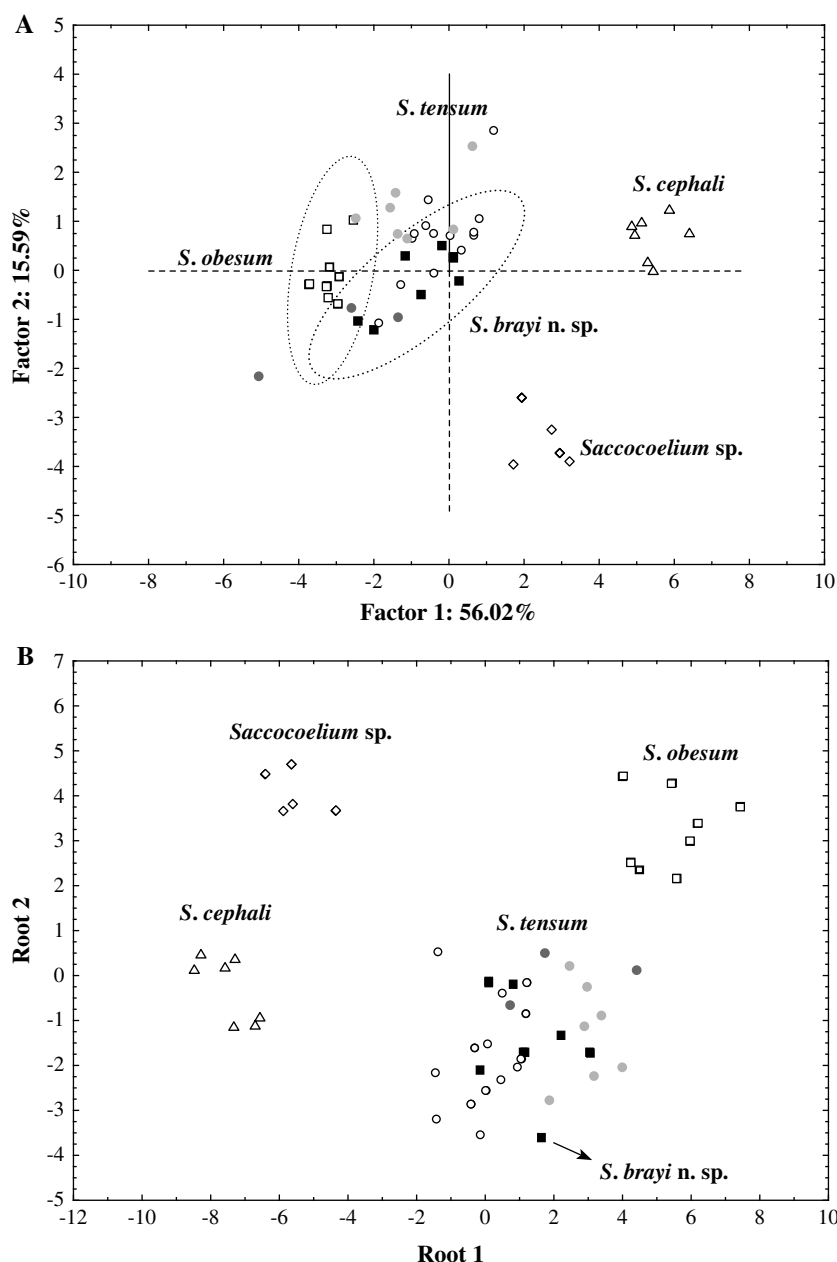 A
5
4
3
2
1
0
-1
-2
-3
-4
-5
-6
Factor 2: 15.59%
S. tensum
S. cephali
S. obesum
S. brayi n. sp.
Saccocoelium sp.
-10 -8 -6 -4 -2 0 2 4 6 8 10
Factor 1: 56.02%
B
7
6
5
4
3
2
1
0
-1
-2
-3
-4
-5
Root 2
Saccocoelium sp.
S. obesum
S. cephali
S. tensum
S. brayi n. sp.
-12 -10 -8 -6 -4 -2 0 2 4 6 8 10
Root 1